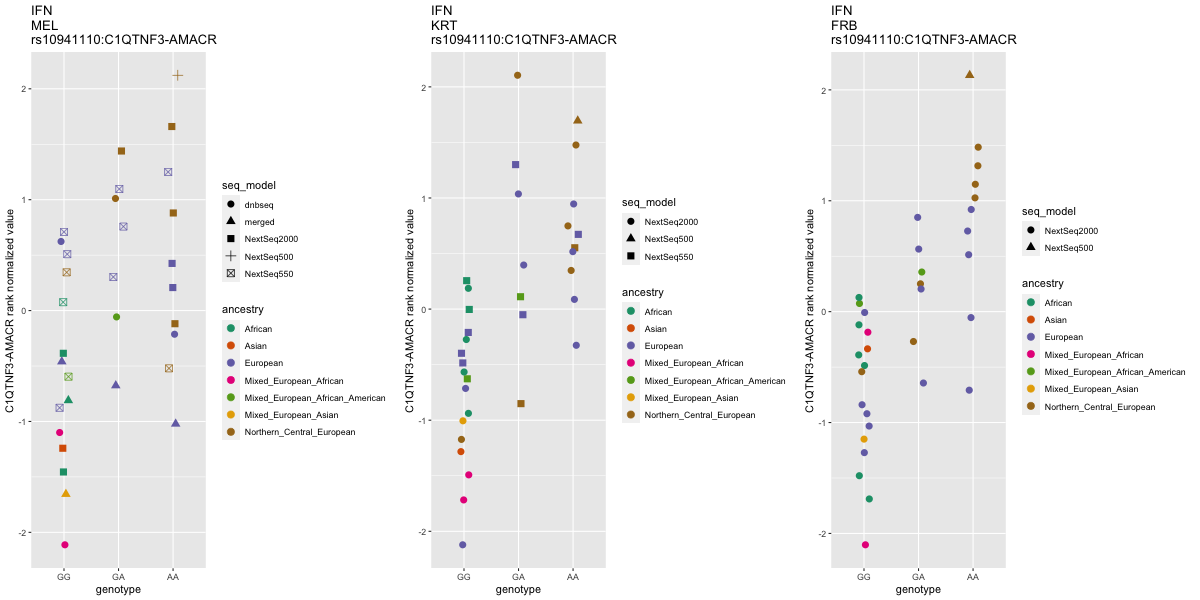 IFN
MEL
rs10941110:C1QTNF3-AMACR
C1QTNF3-AMACR rank normalized value
2
1
0
-1
-2
GG
GA
AA
genotype
seq_model
dnbseq
merged
NextSeq2000
NextSeq500
NextSeq550
ancestry
African
Asian
European
Mixed_European_African
Mixed_European_African_American
Mixed_European_Asian
Northern_Central_European
IFN
KRT
rs10941110:C1QTNF3-AMACR
C1QTNF3-AMACR rank normalized value
2
1
0
-1
-2
GG
GA
AA
genotype
seq_model
NextSeq2000
NextSeq500
NextSeq550
ancestry
African
Asian
European
Mixed_European_African
Mixed_European_African_American
Mixed_European_Asian
Northern_Central_European
IFN
FRB
rs10941110:C1QTNF3-AMACR
C1QTNF3-AMACR rank normalized value
2
1
0
-1
-2
GG
GA
AA
genotype
seq_model
NextSeq2000
NextSeq500
ancestry
African
Asian
European
Mixed_European_African
Mixed_European_African_American
Mixed_European_Asian
Northern_Central_European